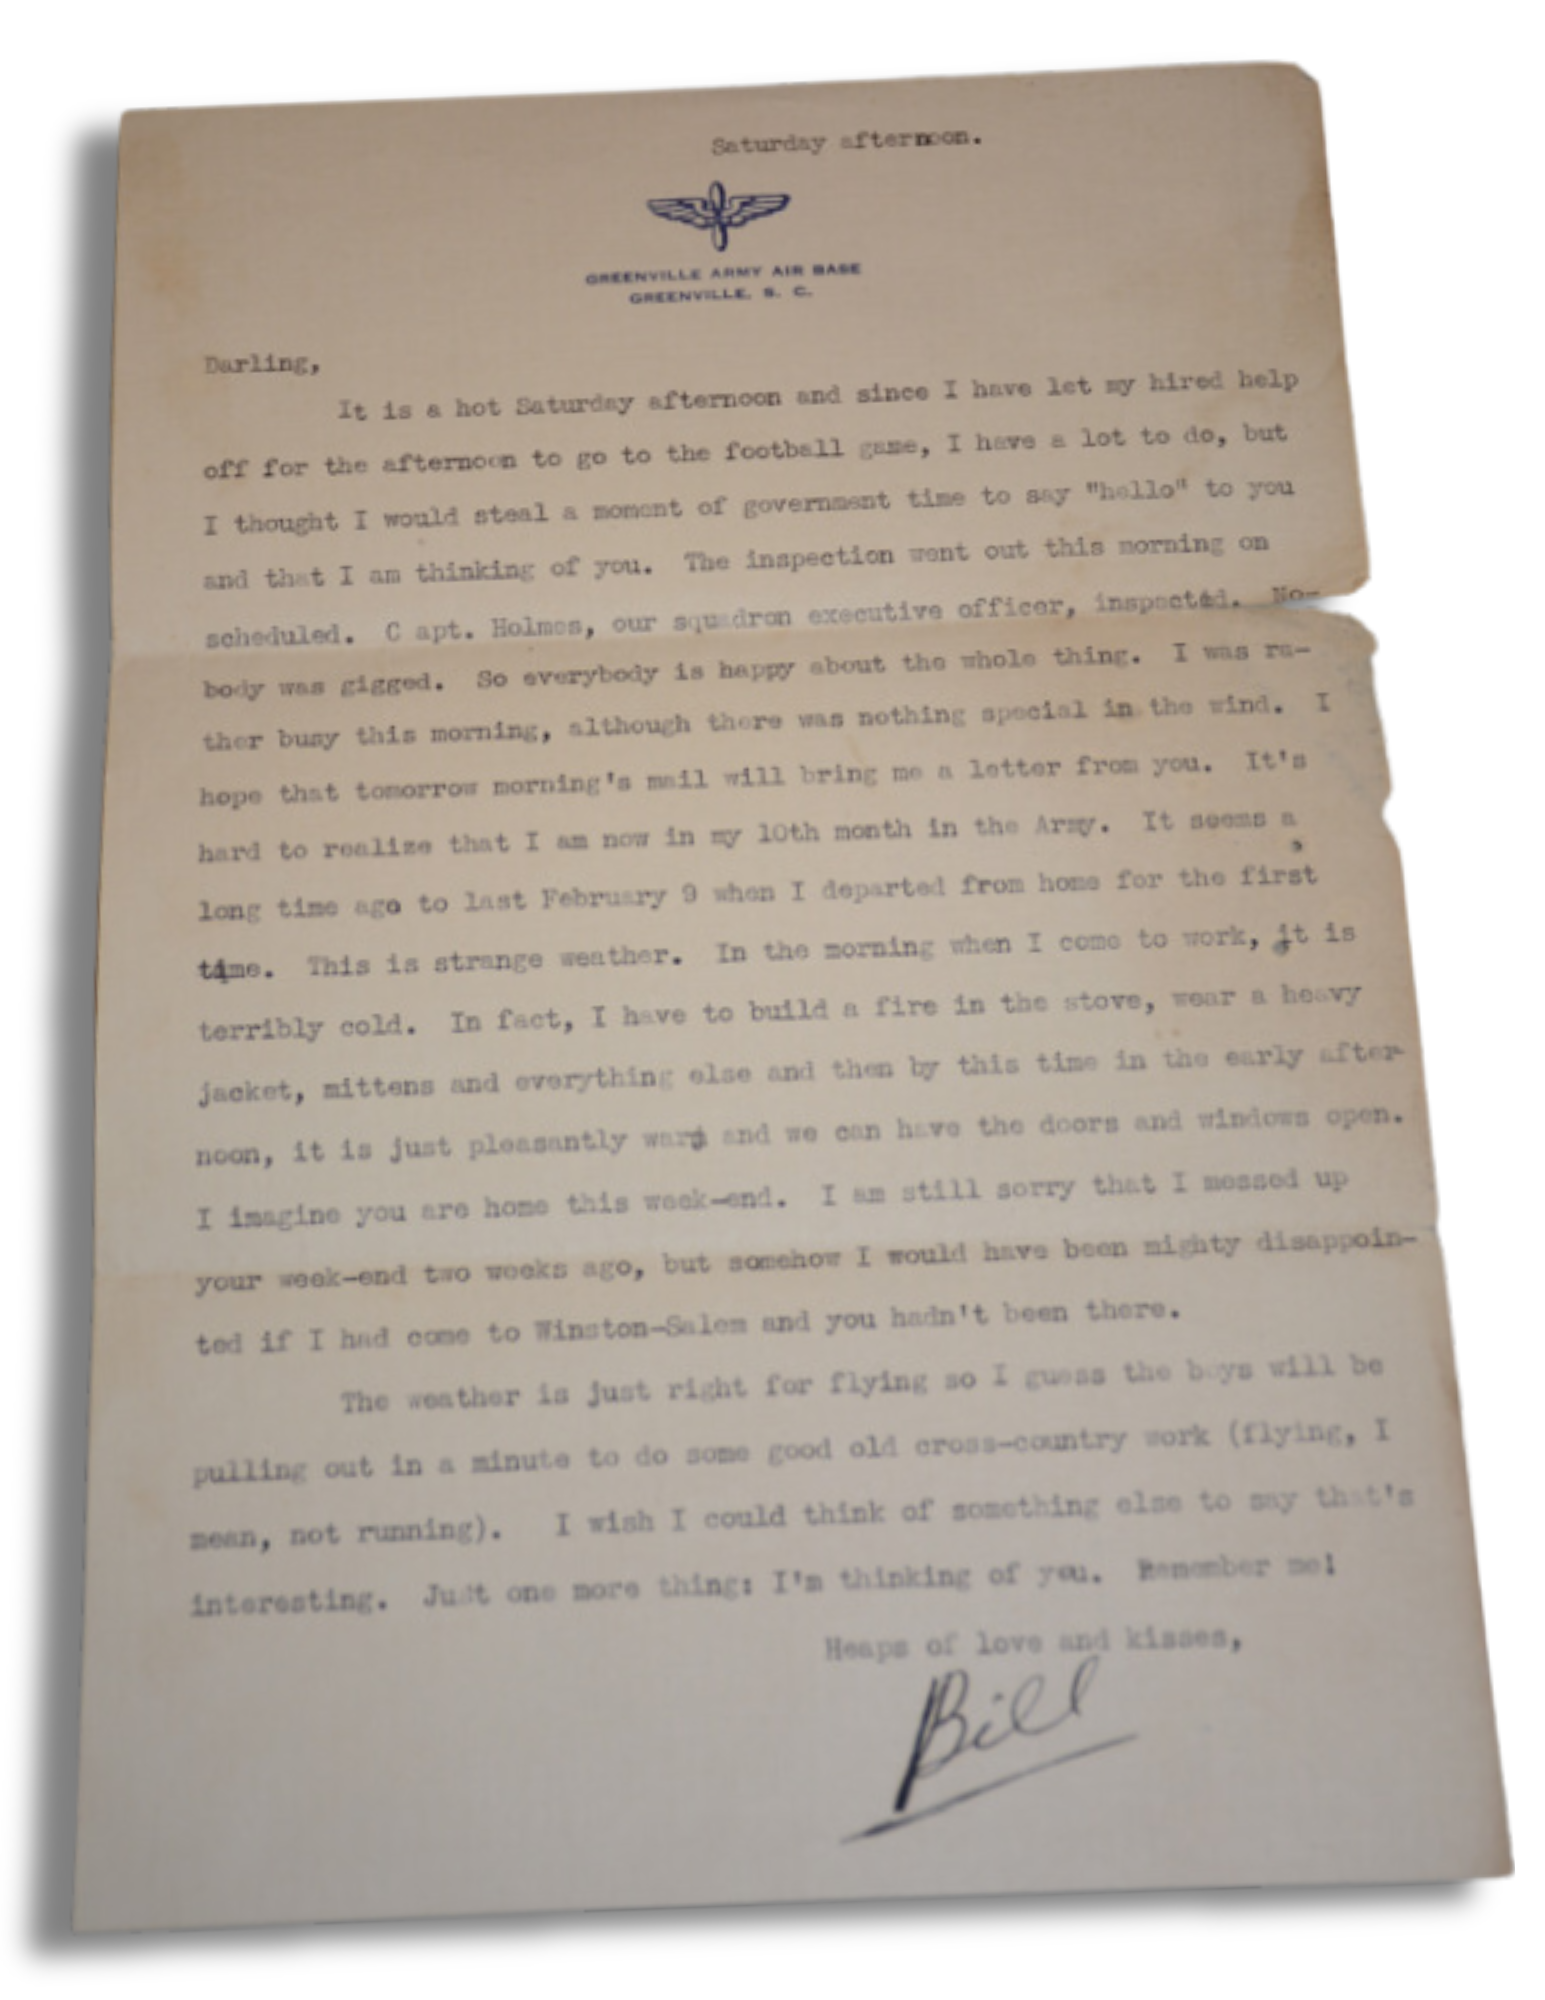 Saturday afternoon.
GREENVILLE ARMY AIR BASE
GREENVILLE, S. C.
Darling,
It is a hot Saturday afternoon and since I have let my hired help
off for the afternoon to go to the football game, I have a lot to do, but
I thought I would steal a moment of government time to say "hello" to you
and that I am thinking of you. The inspection went out this morning on
scheduled. C apt. Holmes, our squadron executive officer, inspected. No-
body was gigged. So everybody is happy about the whole thing. I was ra-
ther busy this morning, although there was nothing special in the wind. I
hope that tomorrow morning's mail will bring me a letter from you. It's
hard to realize that I am now in my 10th month in the Army. It seems a
long time ago to last February 9 when I departed from home for the first
time. This is strange weather. In the morning when I come to work, it is
terribly cold. In fact, I have to build a fire in the stove, wear a heavy
jacket, mittens and everything else and then by this time in the early after-
noon, it is just pleasantly warm and we can have the doors and windows open.
I imagine you are home this week-end. I am still sorry that I messed up
your week-end two weeks ago, but somehow I would have been mighty disappoin-
ted if I had come to Winston-Salem and you hadn't been there.
The weather is just right for flying so I guess the boys will be
pulling out in a minute to do some good old cross-country work (flying, I
mean, not running). I wish I could think of something else to say that's
interesting. Just one more thing: I'm thinking of you. Remember me!
Heaps of love and kisses,
Bill